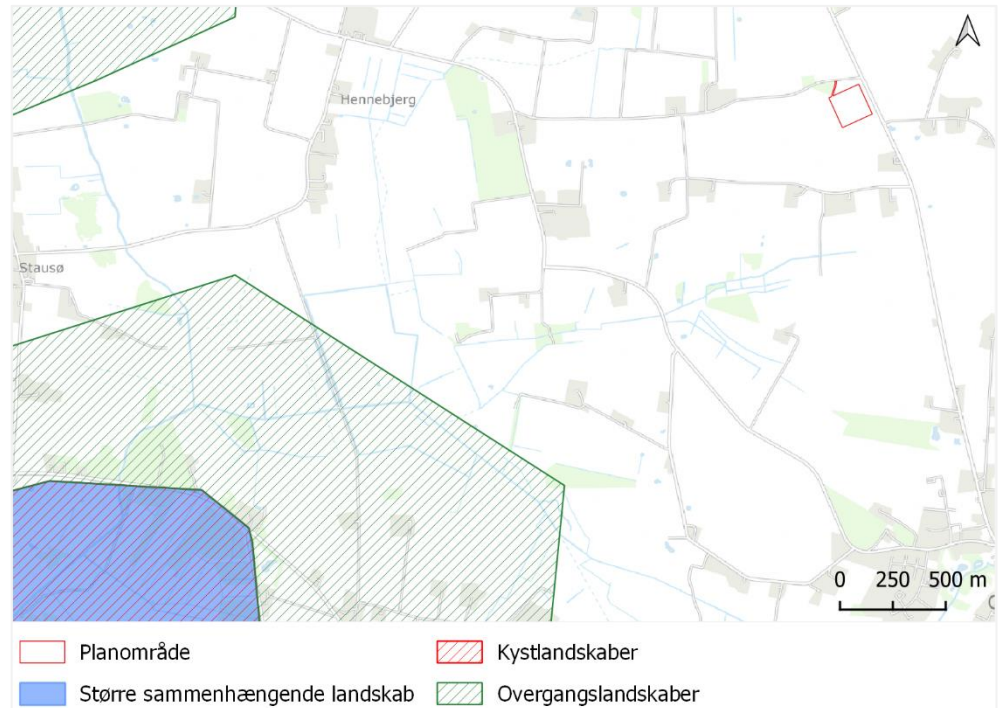 Hennebjerg
Stausø
0 250 500 m
Planområde
Kystlandskaber
Større sammenhængende landskab
Overgangslandskaber